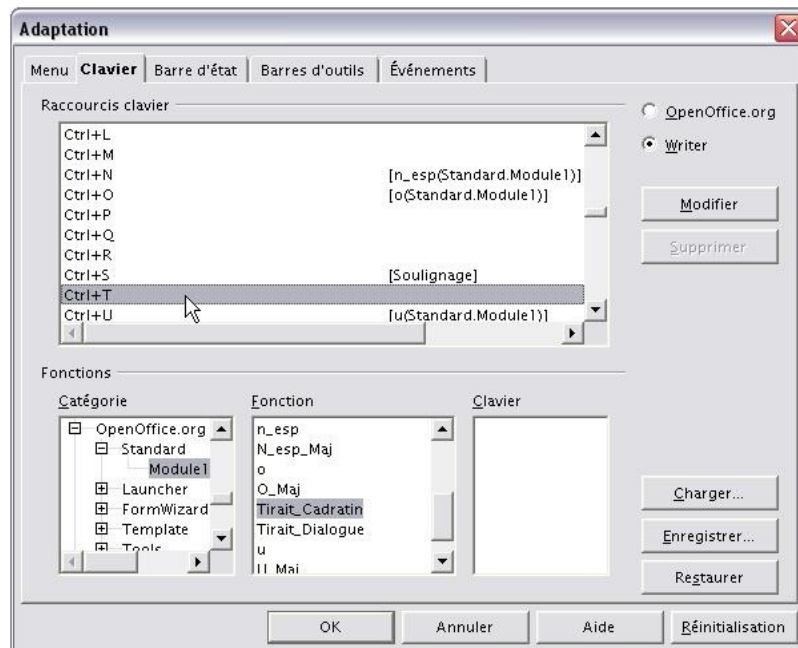 Adaptation
Menu Clavier Barre d'état Barres d'outils Événements
Raccourcis clavier
Ctrl+L
Ctrl+M
Ctrl+N [n_esp(Standard.Module1)]
Ctrl+O [o(Standard.Module1)]
Ctrl+P
Ctrl+Q
Ctrl+R
Ctrl+S [Soulignage]
Ctrl+T
Ctrl+U [u(Standard.Module1)]
OpenOffice.org
Writer
Modifier
Supprimer
Fonctions
Catégorie
OpenOffice.org
Standard
Module1
Launcher
FormWizard
Template
Tools
Fonction
n_esp
N_esp_Maj
o
O_Maj
Tirait_Cadratin
Tirait_Dialogue
u
U_Maj
Clavier
Charger...
Enregistrer...
Restaurer
OK Annuler Aide Réinitialisation